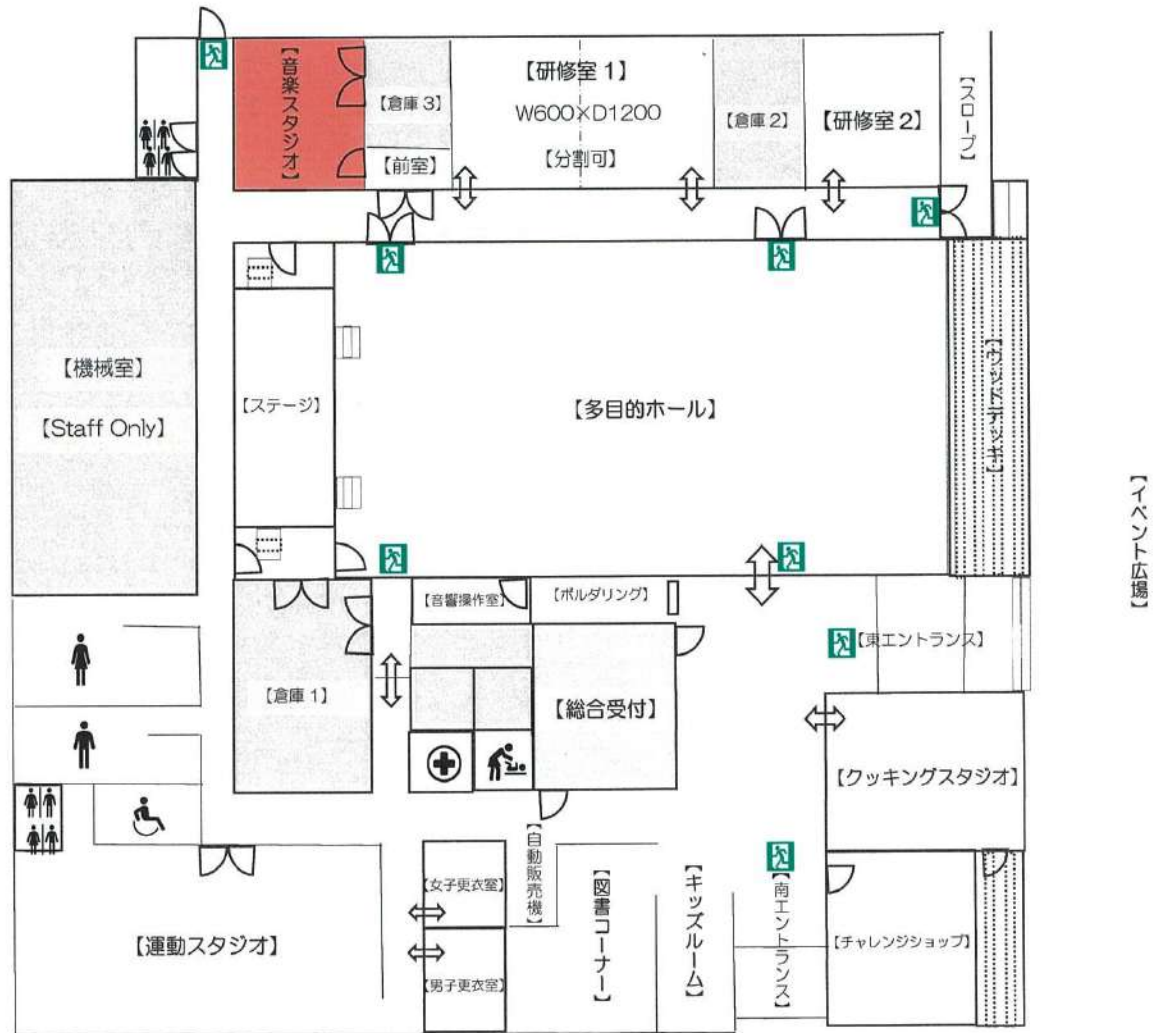 【音楽スタジオ】
【倉庫3】
【前室】
【研修室1】
W600×D1200
【分割可】
【倉庫2】
【研修室2】
【スロープ】
【機械室】
【Staff Only】
【ステージ】
【多目的ホール】
【ウッドデッキ】
【イベント広場】
【音響操作室】
【ボルダリング】
【東エントランス】
【倉庫1】
【総合受付】
【クッキングスタジオ】
【自動販売機】
【女子更衣室】
【図書コーナー】
【キッズルーム】
【南エントランス】
【チャレンジショップ】
【運動スタジオ】
【男子更衣室】